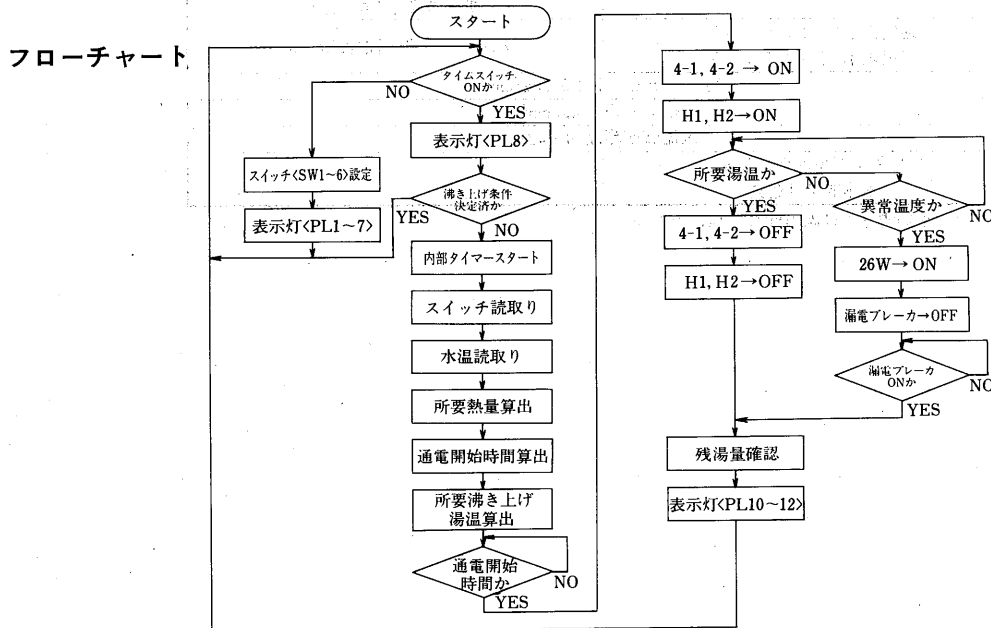 フローチャート
スタート
タイムスイッチ
ONか
NO
YES
表示灯<PL8>
スイッチ<SW1~6>設定
表示灯<PL1~7>
沸き上げ条件
決定済か
YES
NO
内部タイマースタート
スイッチ読取り
水温読取り
所要熱量算出
通電開始時間算出
所要沸き上げ
湯温算出
通電開始
時間か
NO
YES
4-1, 4-2 → ON
H1, H2→ON
所要湯温か
NO
YES
異常温度か
NO
YES
4-1, 4-2→OFF
H1, H2→OFF
26W→ON
漏電ブレーカ→OFF
漏電ブレーカ
ONか
NO
YES
残湯量確認
表示灯<PL10~12>